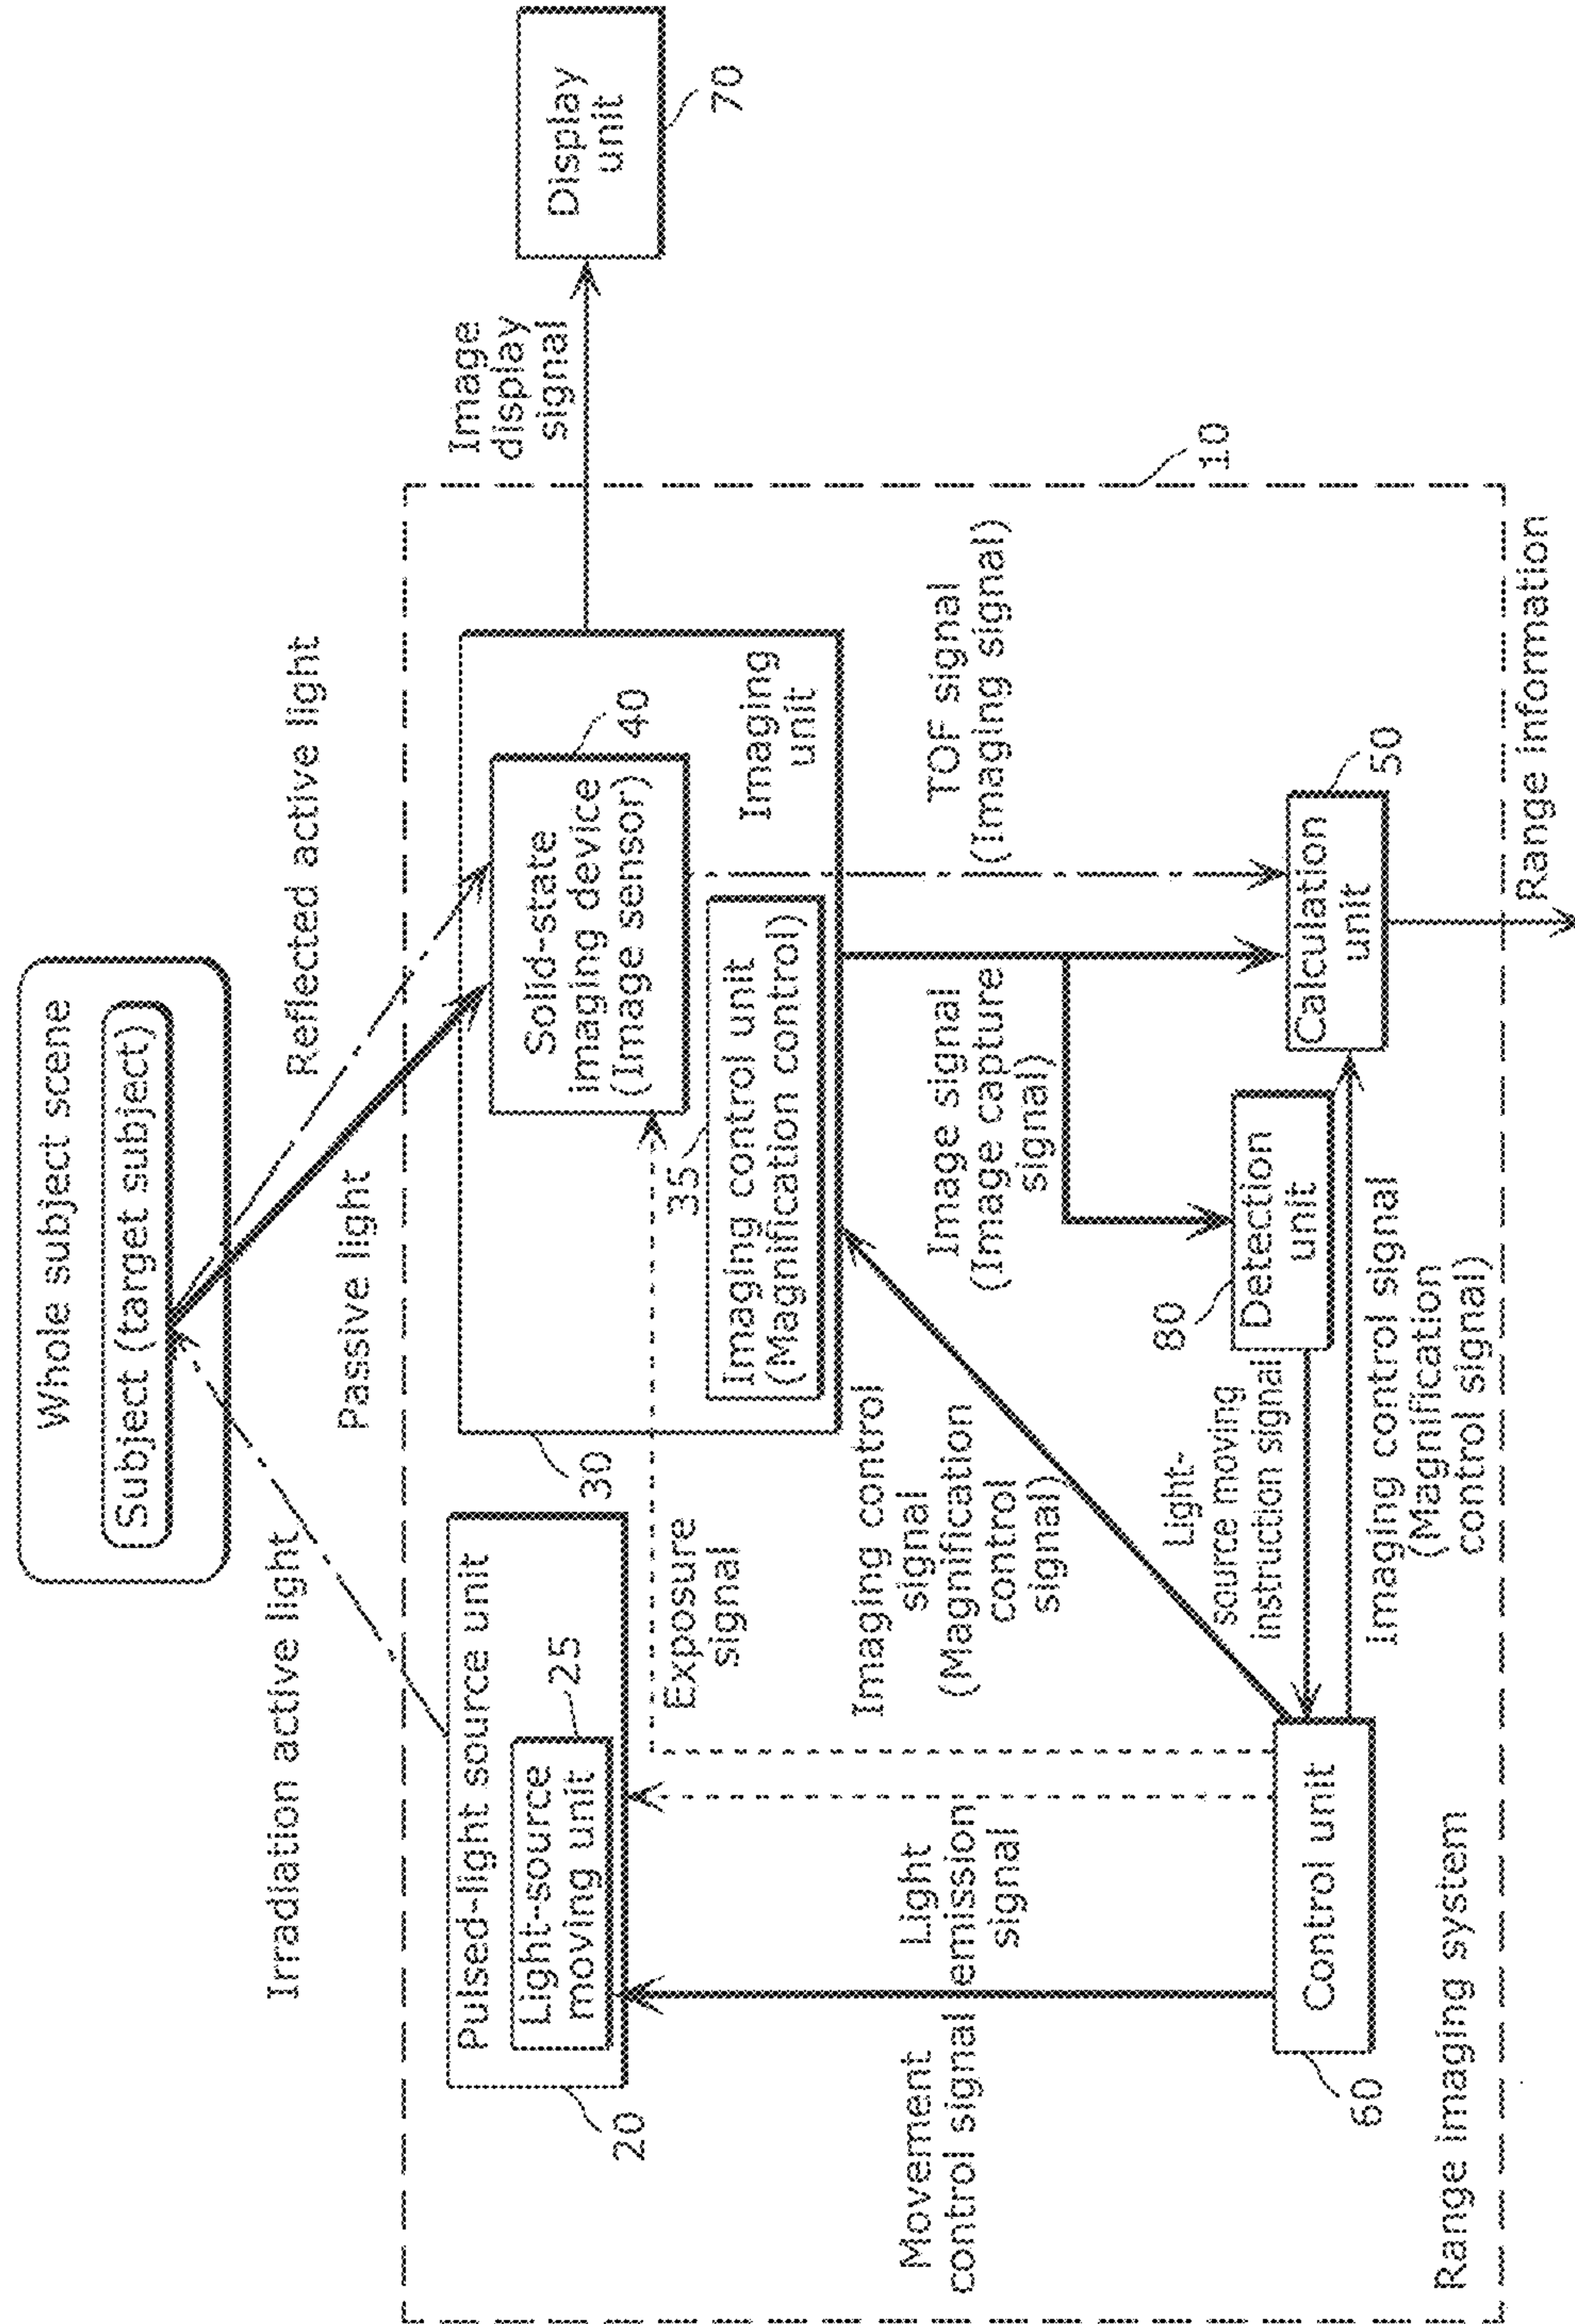 Whole subject scene
Subject (target subject)
Irradiation active light
Passive light
Reflected active light
Pulsed-light source unit
Light-source
moving unit
25
20
30
Solid-state
imaging device
(Image sensor)
40
35
Imaging control unit
(Magnification control)
Imaging
unit
Image
display
signal
Display
unit
70
10
Exposure
signal
Movement
control signal
Light
emission
signal
Imaging control
signal
(Magnification
control
signal)
Image signal
(Image capture
signal)
TOF signal
(Imaging signal)
Light-
source moving
instruction signal
80
Detection
unit
Calculation
unit
50
Control unit
60
Imaging control signal
(Magnification
control signal)
Range imaging system
Range information